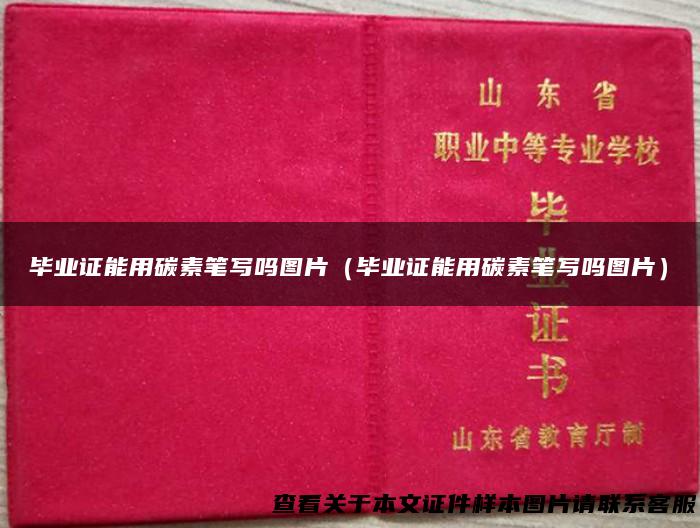 山东省
职业中等专业学校
毕业证书
毕业证能用碳素笔写吗图片（毕业证能用碳素笔写吗图片）
山东省教育厅制
查看关于本文证件样本图片请联系客服